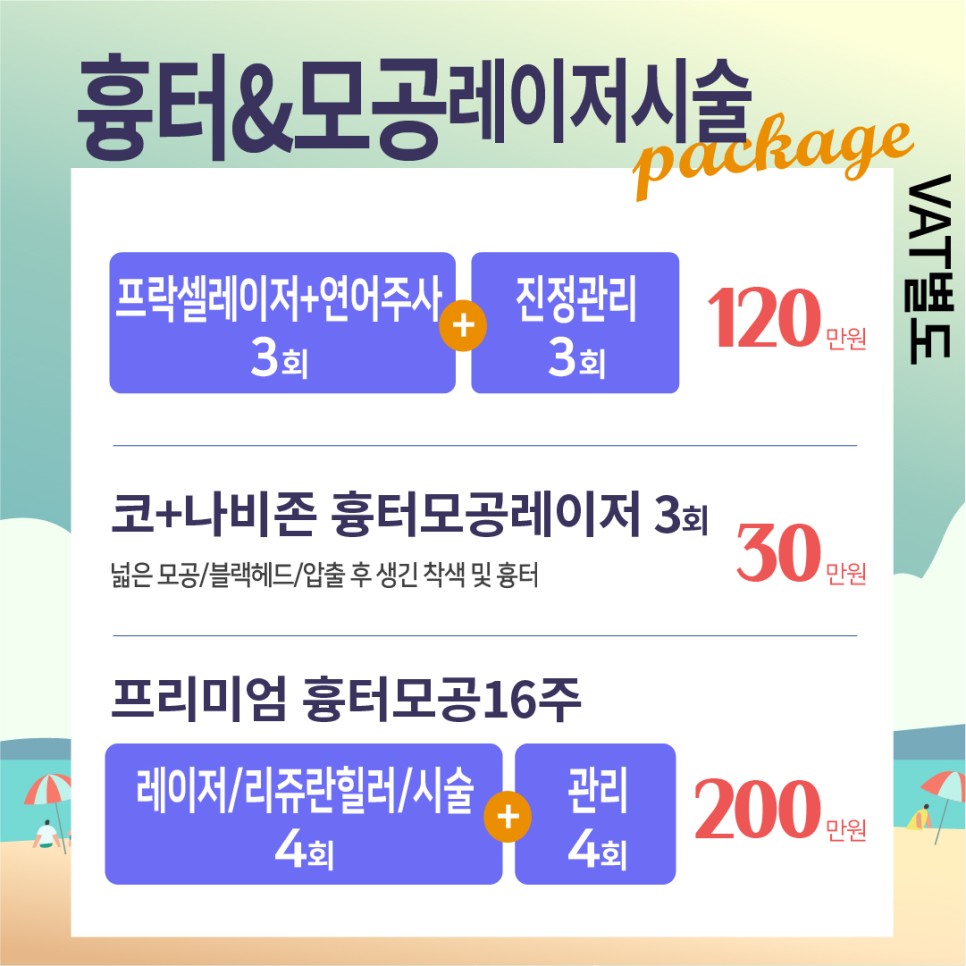 흉터&모공레이저시술
package
VAT별도
프락셀레이저+연어주사
3회
+
진정관리
3회
120만원
코+나비존 흉터모공레이저 3회
넓은 모공/블랙헤드/압출 후 생긴 착색 및 흉터
30만원
프리미엄 흉터모공16주
레이저/리쥬란힐러/시술
4회
+
관리
4회
200만원